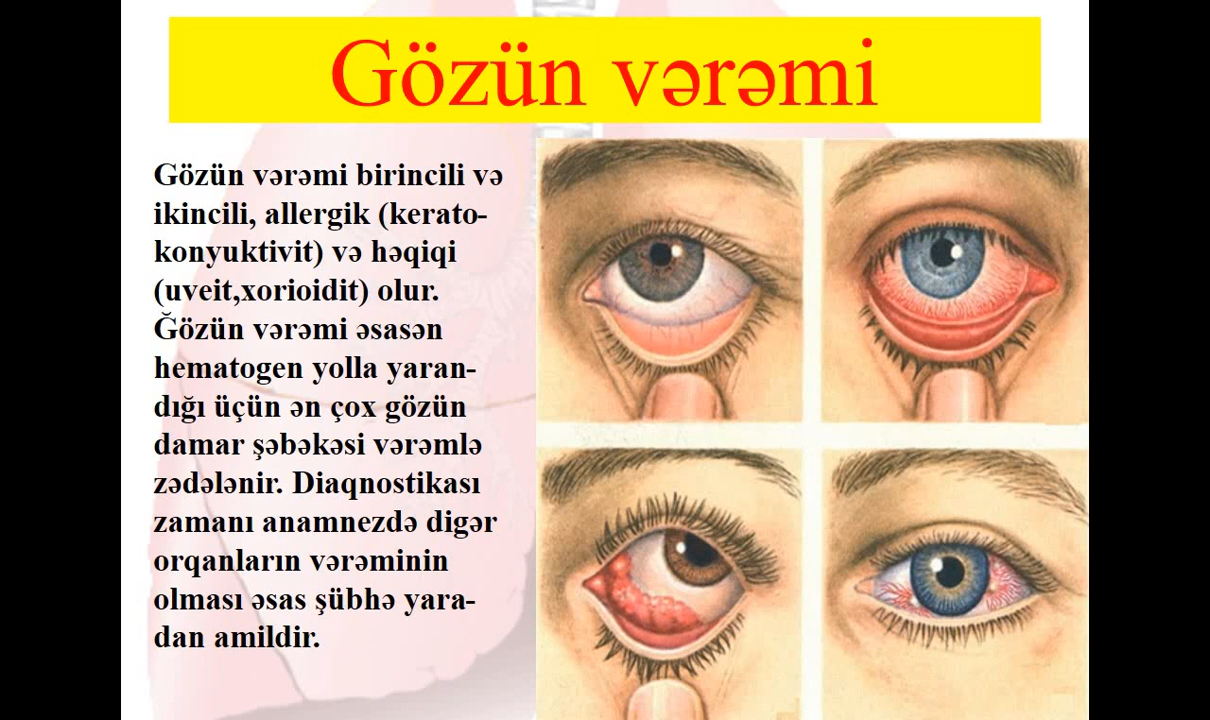 Gözün vərəmi
Gözün vərəmi birincili və
ikincili, allergik (kerato-
konyuktivit) və həqiqi
(uveit,xorioidit) olur.
Ğözün vərəmi əsasən
hematogen yolla yaran-
dığı üçün ən çox gözün
damar şəbəkəsi vərəmlə
zədələnir. Diaqnostikası
zamanı anamnezdə digər
orqanların vərəminin
olması əsas şübhə yara-
dan amildir.